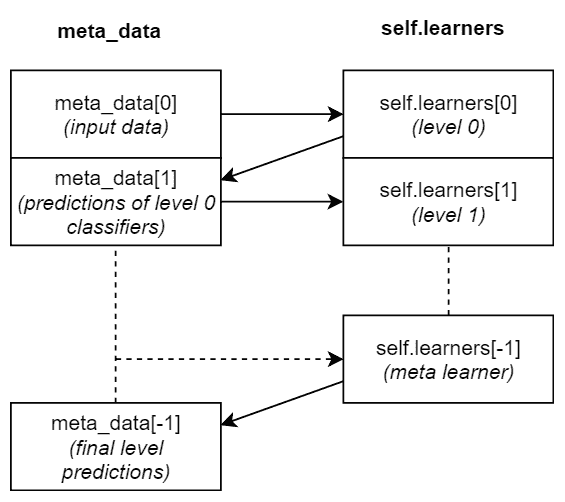 meta_data
self.learners
meta_data[0]
(input data)
self.learners[0]
(level 0)
meta_data[1]
(predictions of level 0
classifiers)
self.learners[1]
(level 1)
self.learners[-1]
(meta learner)
meta_data[-1]
(final level
predictions)